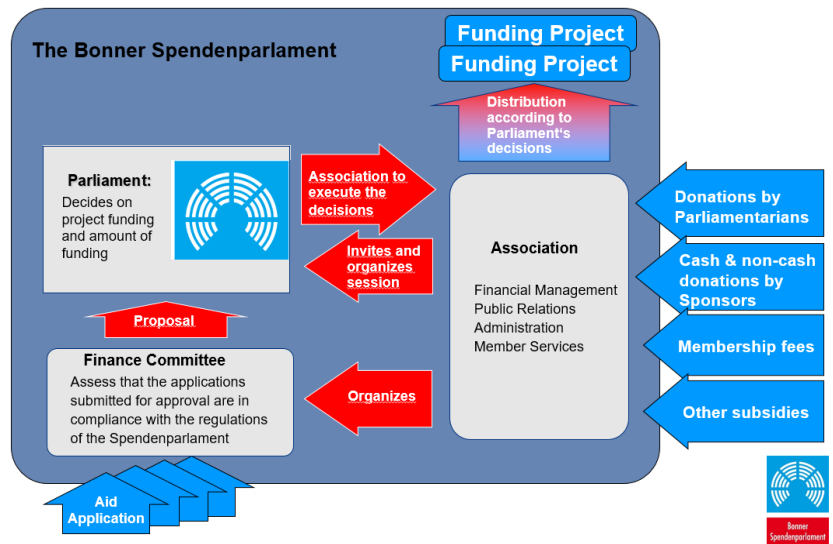 The Bonner Spendenparlament
Funding Project
Funding Project
Distribution
according to
Parliament's
decisions
Parliament:
Decides on
project funding
and amount of
funding
Association to
execute the
decisions
Invites and
organizes
session
Association
Financial Management
Public Relations
Administration
Member Services
Donations by
Parliamentarians
Cash & non-cash
donations by
Sponsors
Membership fees
Other subsidies
Proposal
Finance Committee
Assess that the applications
submitted for approval are in
compliance with the regulations
of the Spendenparlament
Organizes
Aid
Application
Bonner
Spendenparlament